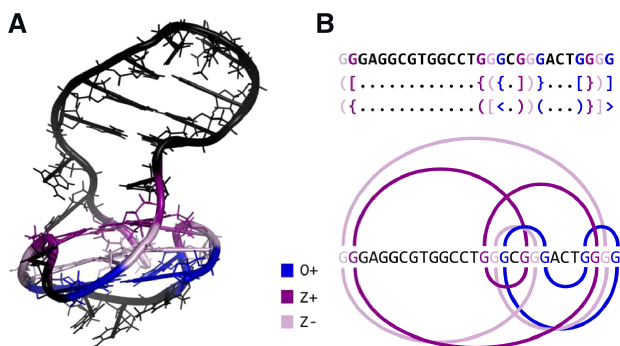 A
B
GGGAGGCGTGGCCTGGGCGGGACTGGGG
([............{({.])}...[})]
({............([<.))(...)}]>
GGGAGGCGTGGCCTGGGCGGGACTGGGG
O+
Z+
Z-